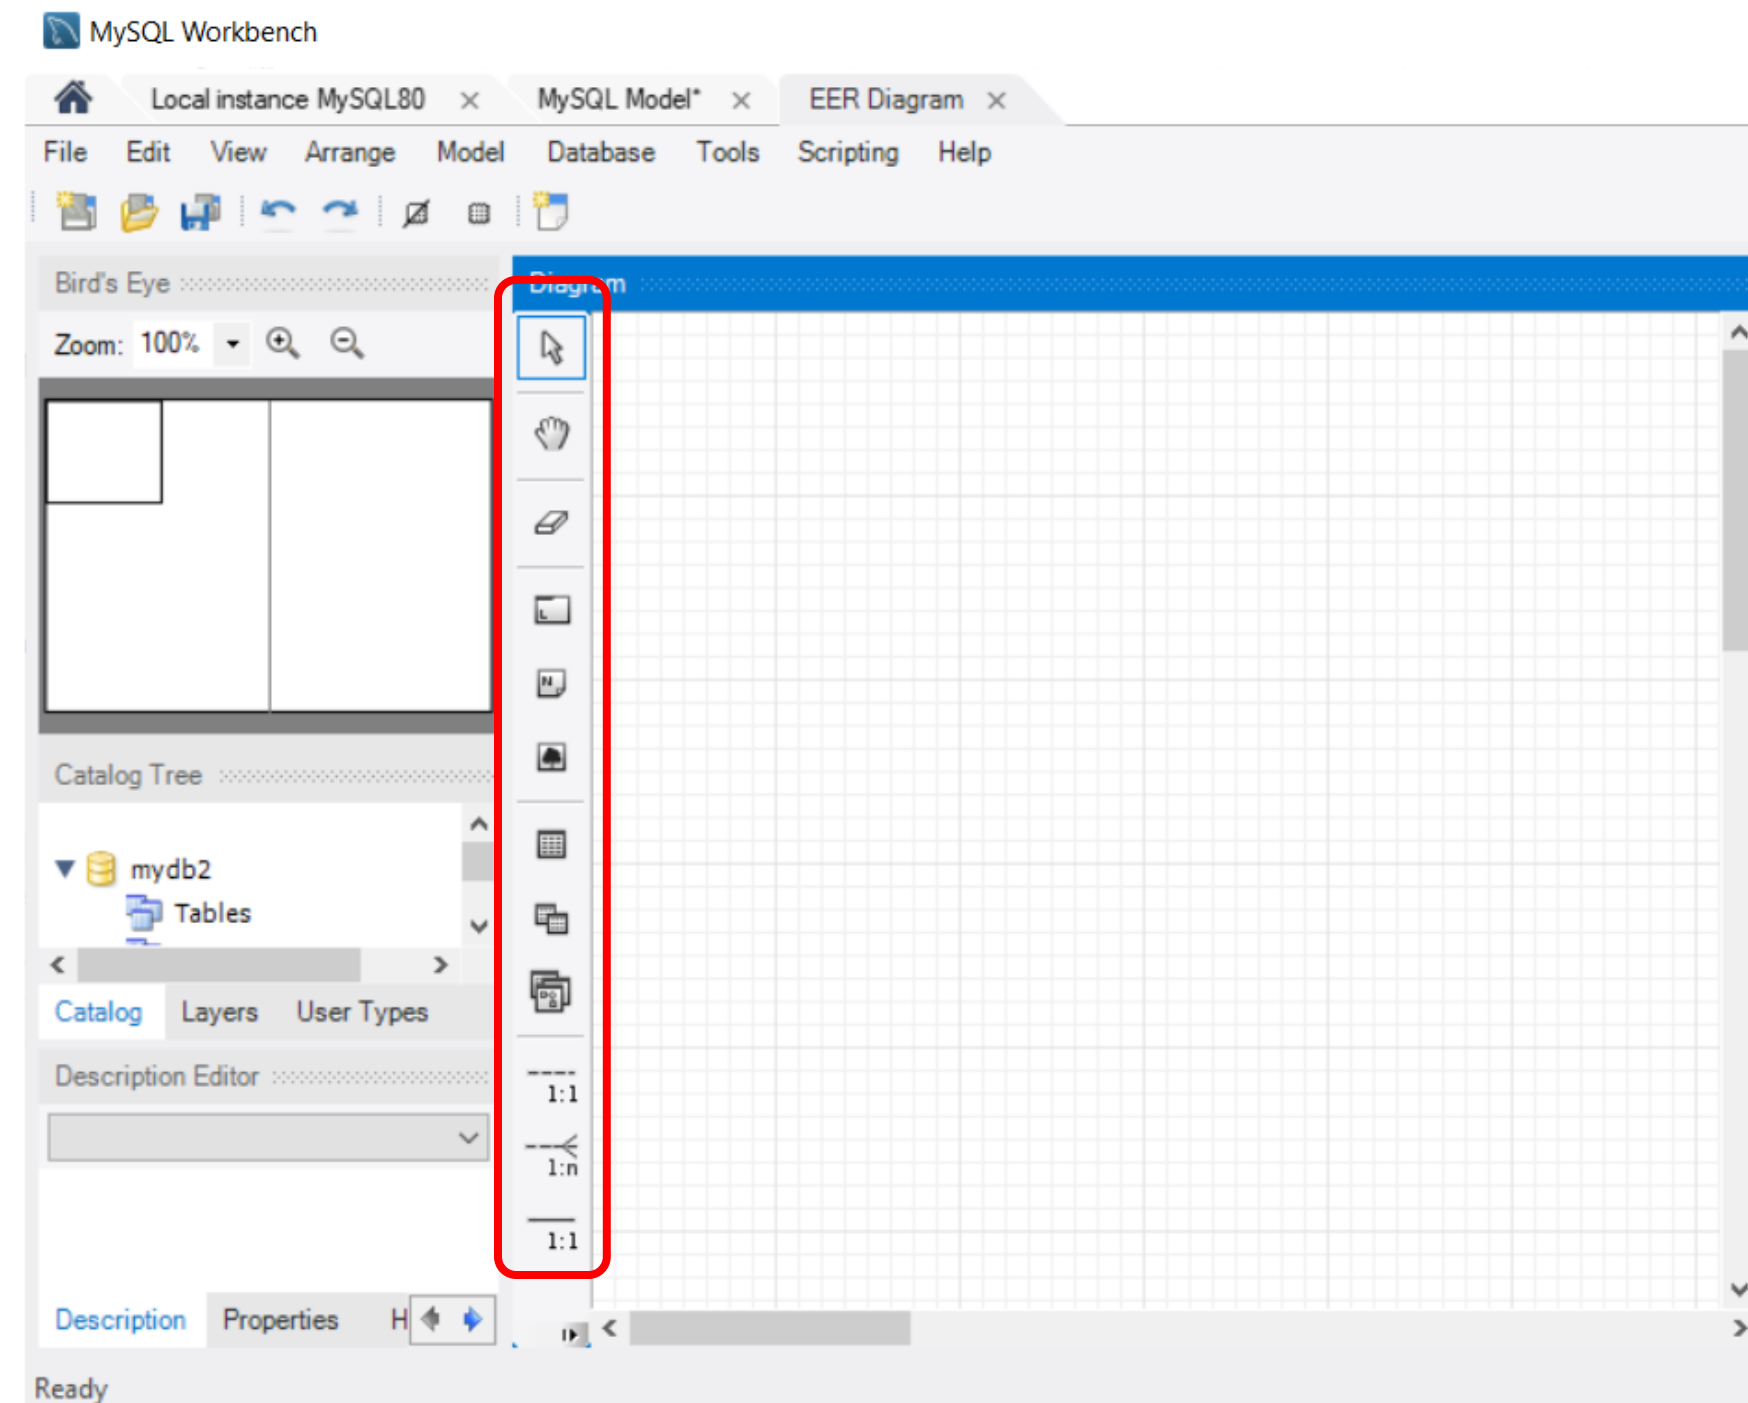 MySQL Workbench
Local instance MySQL80
MySQL Model*
EER Diagram
File Edit View Arrange Model Database Tools Scripting Help
Bird's Eye
Diagram
Zoom: 100%
L
N
Catalog Tree
mydb2
Tables
Catalog Layers User Types
Description Editor
1:1
1:n
1:1
Description Properties H
Ready